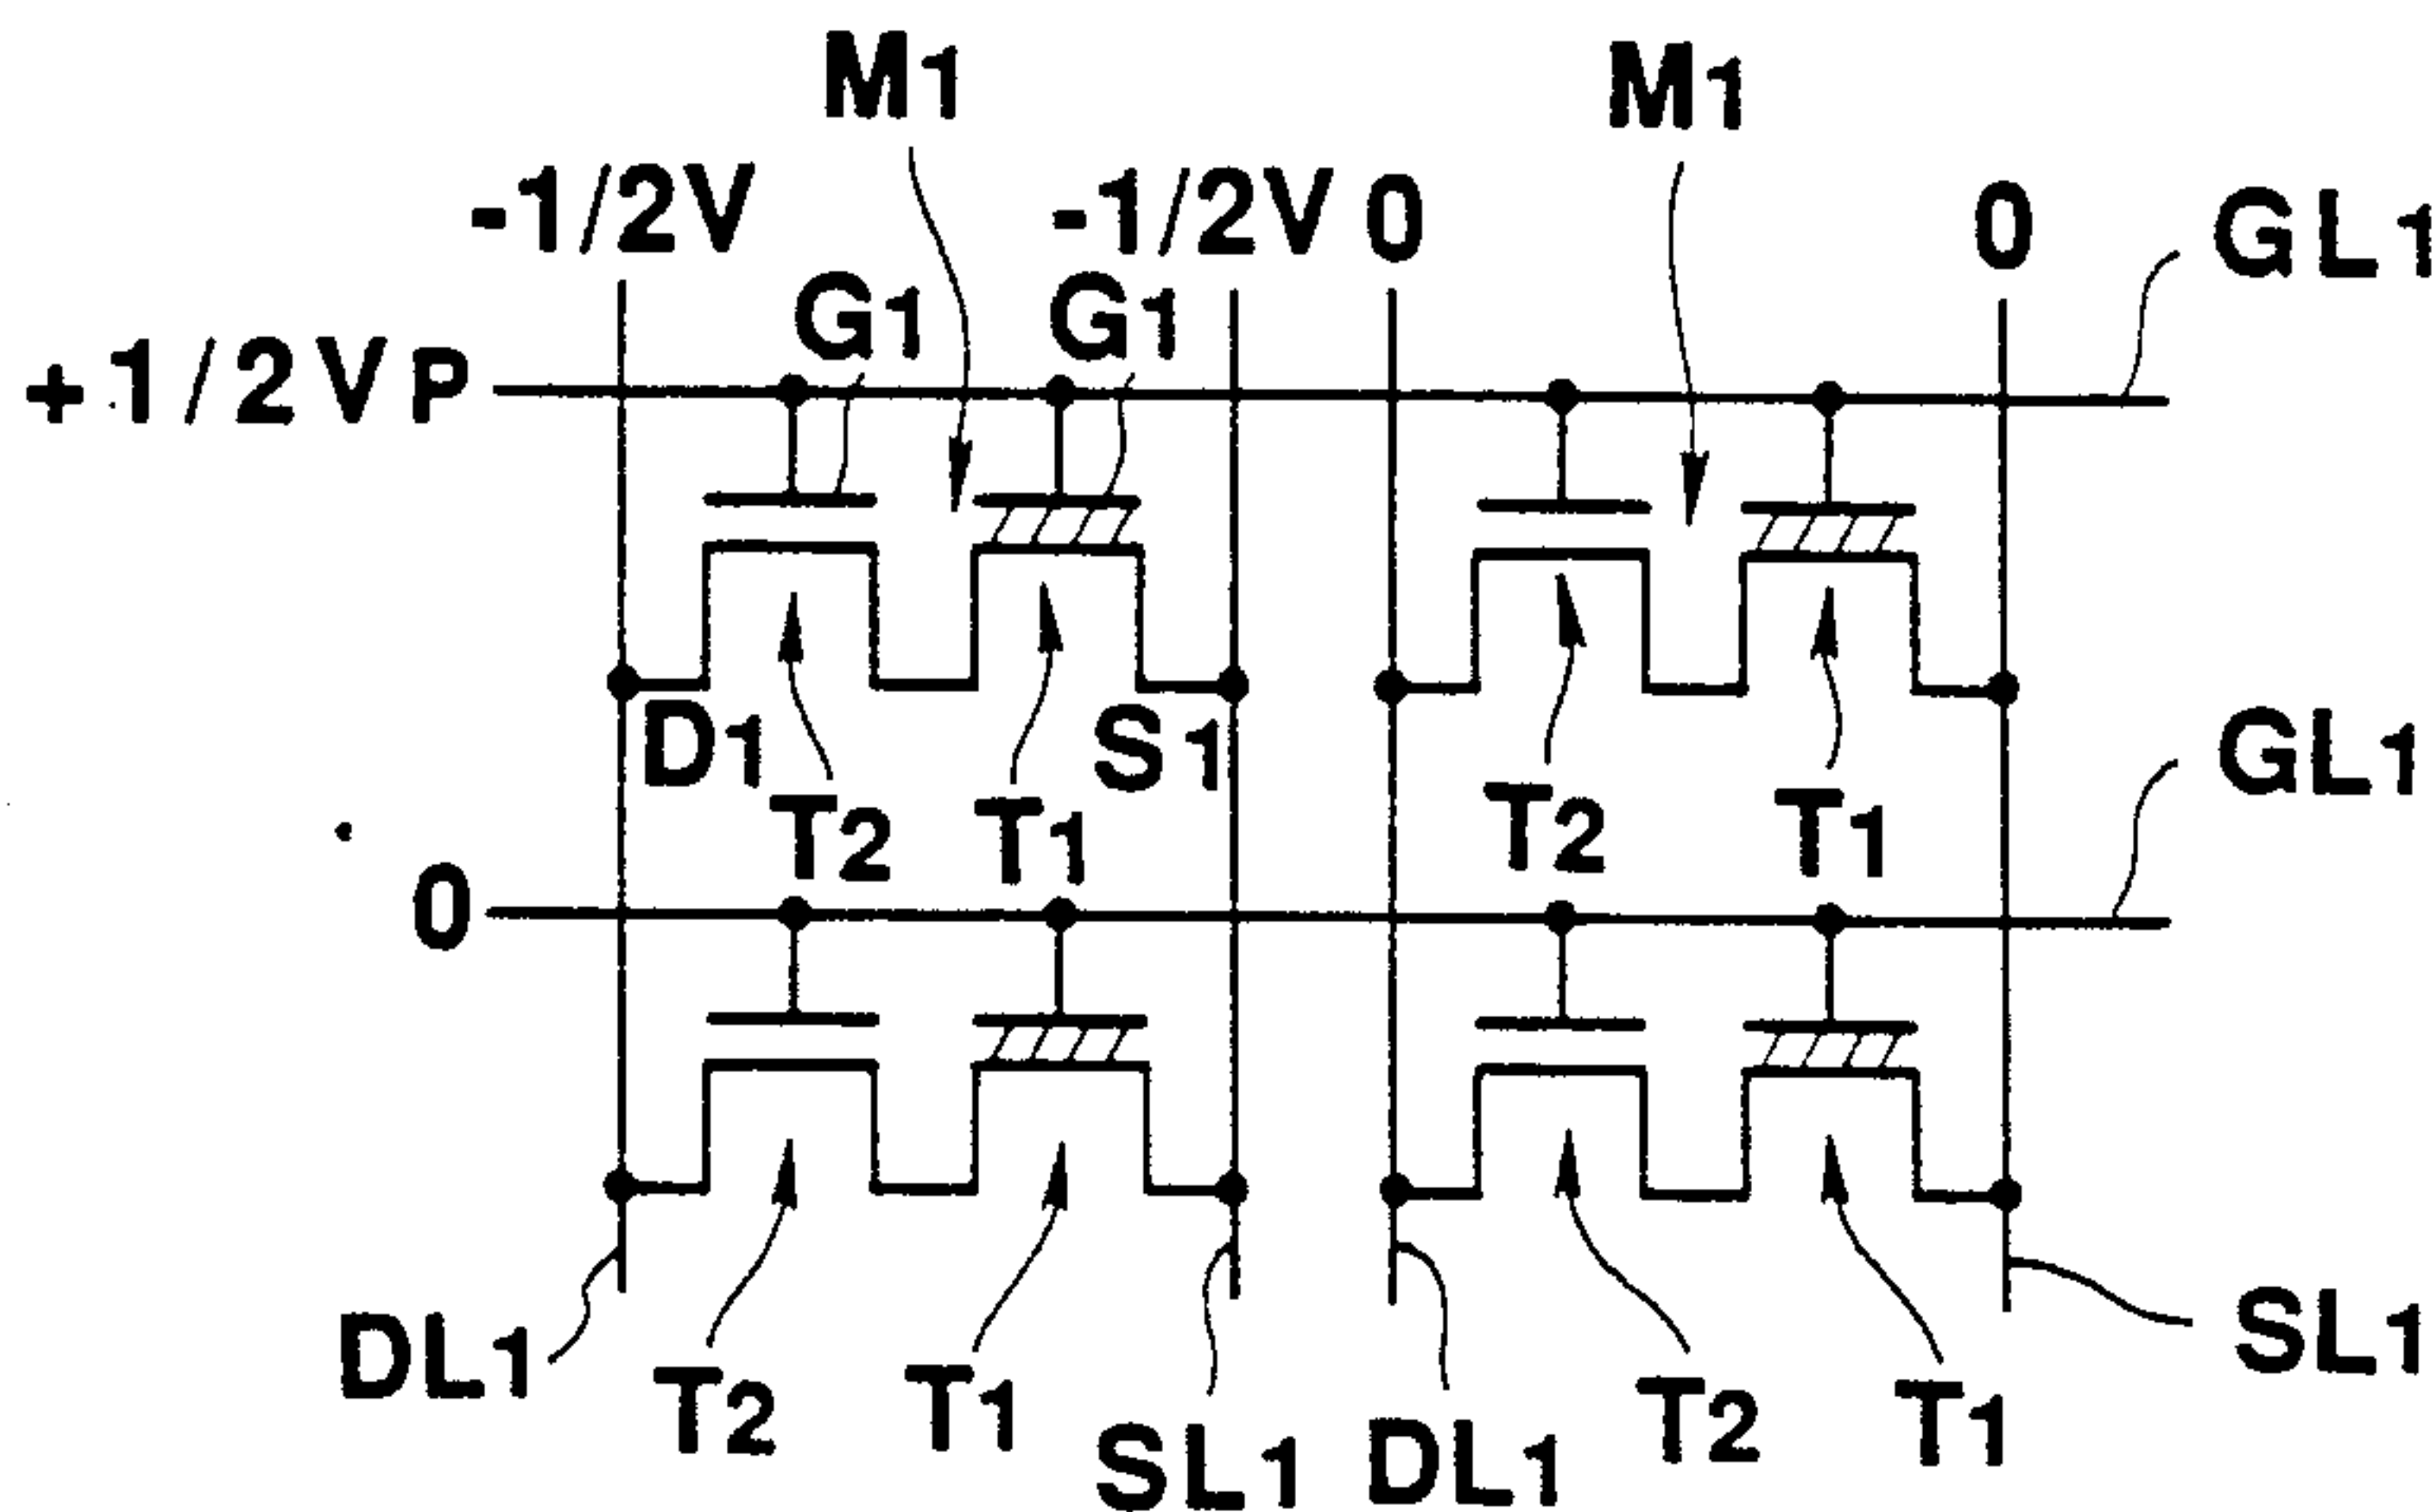 M1 M1
-1/2V -1/2V 0 0 GL1
G1 G1
+1/2VP
D1 S1 GL1
T2 T1 T2 T1
0
DL1 SL1
T2 T1 T2 T1
SL1 DL1